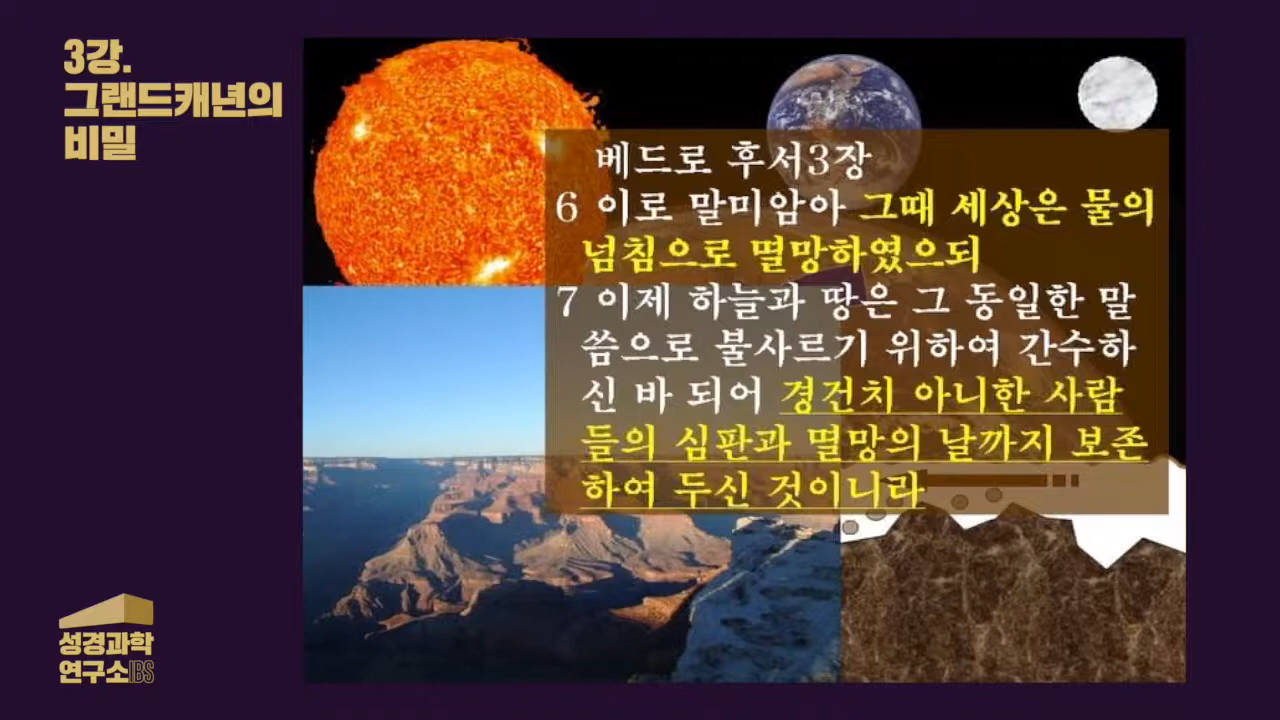 3강.
그랜드캐년의
비밀
베드로 후서3장
6 이로 말미암아 그때 세상은 물의
넘침으로 멸망하였으되
7 이제 하늘과 땅은 그 동일한 말
씀으로 불사르기 위하여 간수하
신 바 되어 경건치 아니한 사람
들의 심판과 멸망의 날까지 보존
하여 두신 것이니라
성경과학
연구소IBS